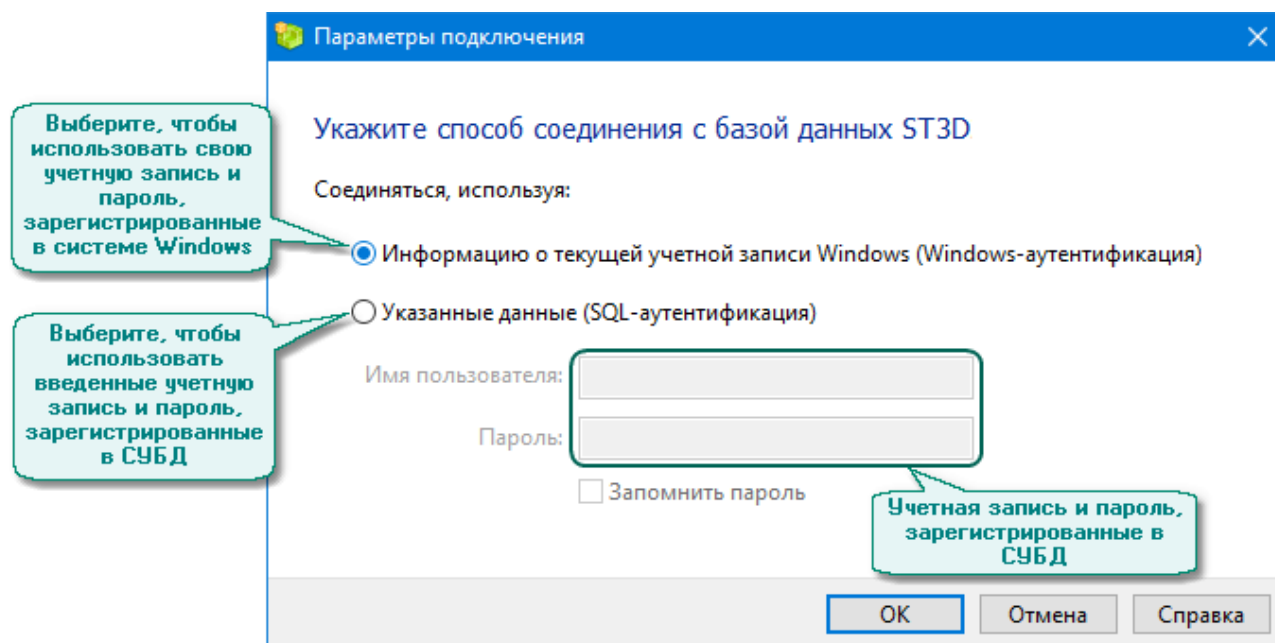 Параметры подключения
Выберите, чтобы
использовать свою
учетную запись и
пароль,
зарегистрированные
в системе Windows
Укажите способ соединения с базой данных ST3D
Соединяться, используя:
Информацию о текущей учетной записи Windows (Windows-аутентификация)
Выберите, чтобы
использовать
введенные учетную
запись и пароль,
зарегистрированные
в СУБД
Указанные данные (SQL-аутентификация)
Имя пользователя:
Пароль:
Запомнить пароль
Учетная запись и пароль,
зарегистрированные в
СУБД
OK
Отмена
Справка